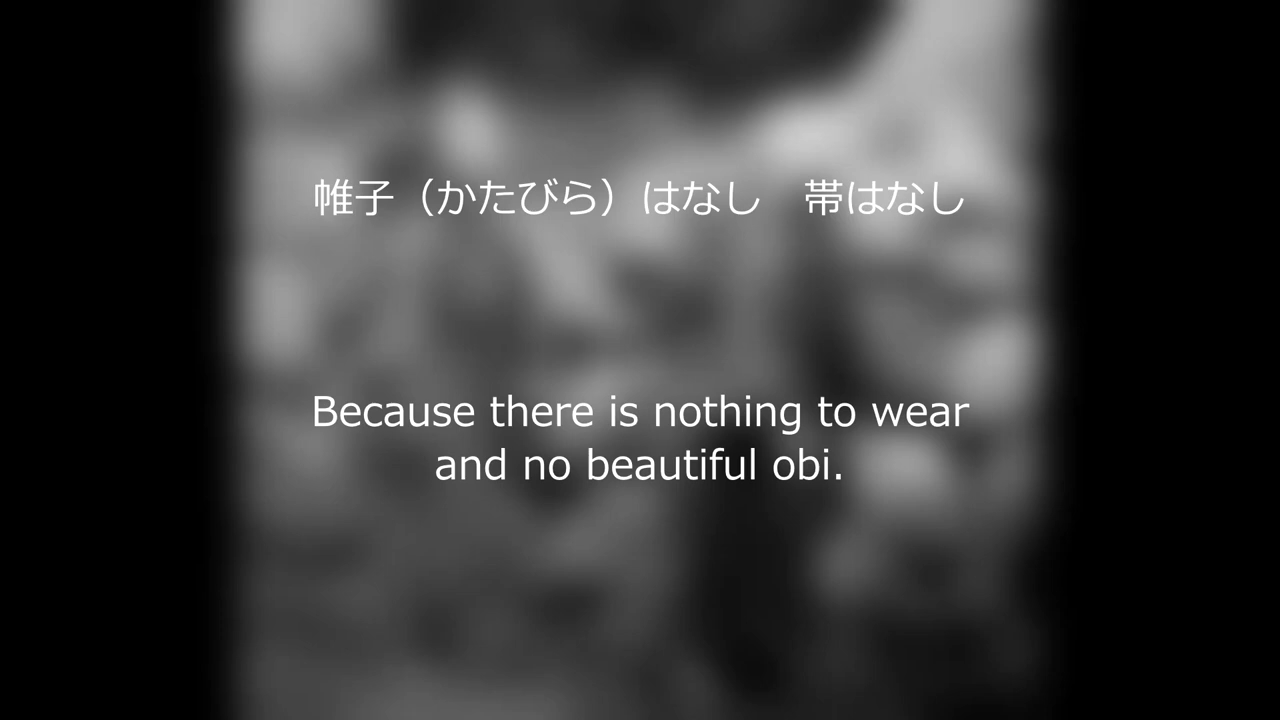 帷子（かたびら）はなし　帯はなし
Because there is nothing to wear
and no beautiful obi.